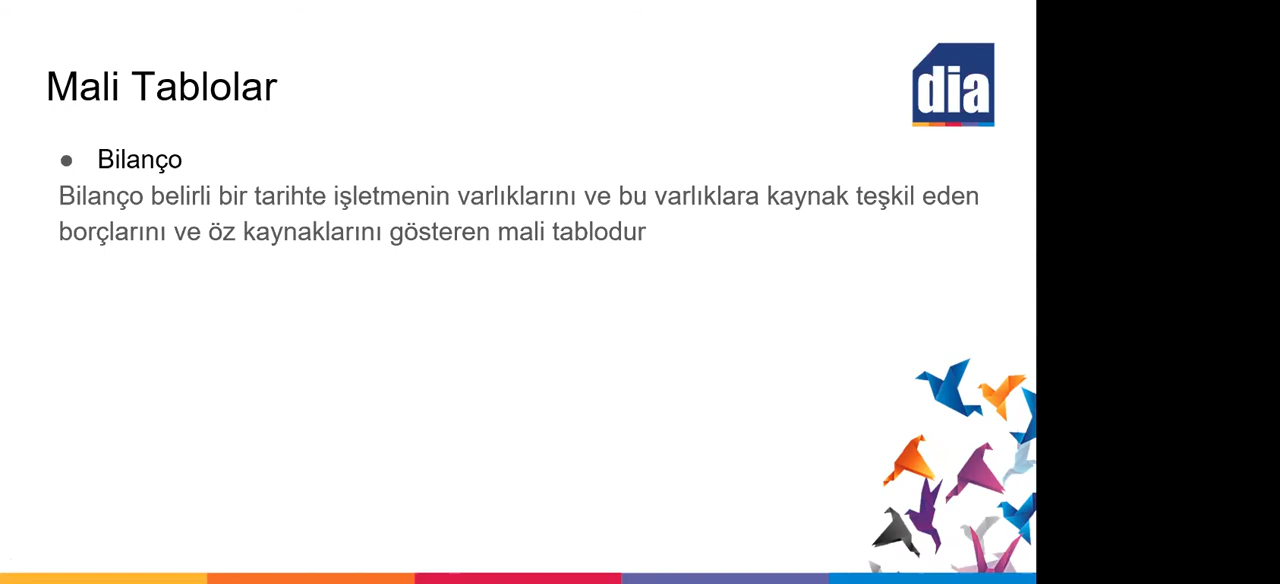 Mali Tablolar
dia
● Bilanço
Bilanço belirli bir tarihte işletmenin varlıklarını ve bu varlıklara kaynak teşkil eden
borçlarını ve öz kaynaklarını gösteren mali tablodur